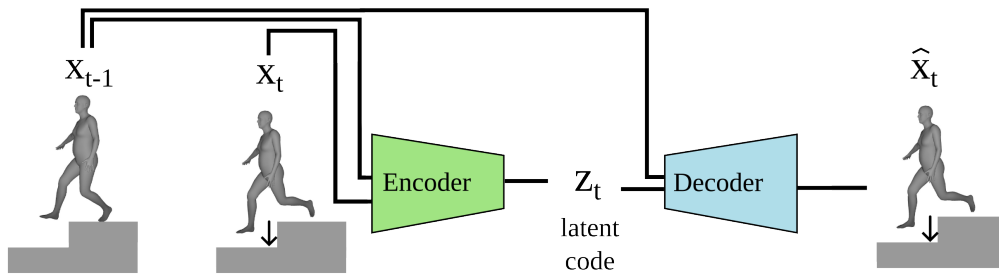 x_{t-1}
x_t
x̂_t
Encoder
z_t
Decoder
latent
code